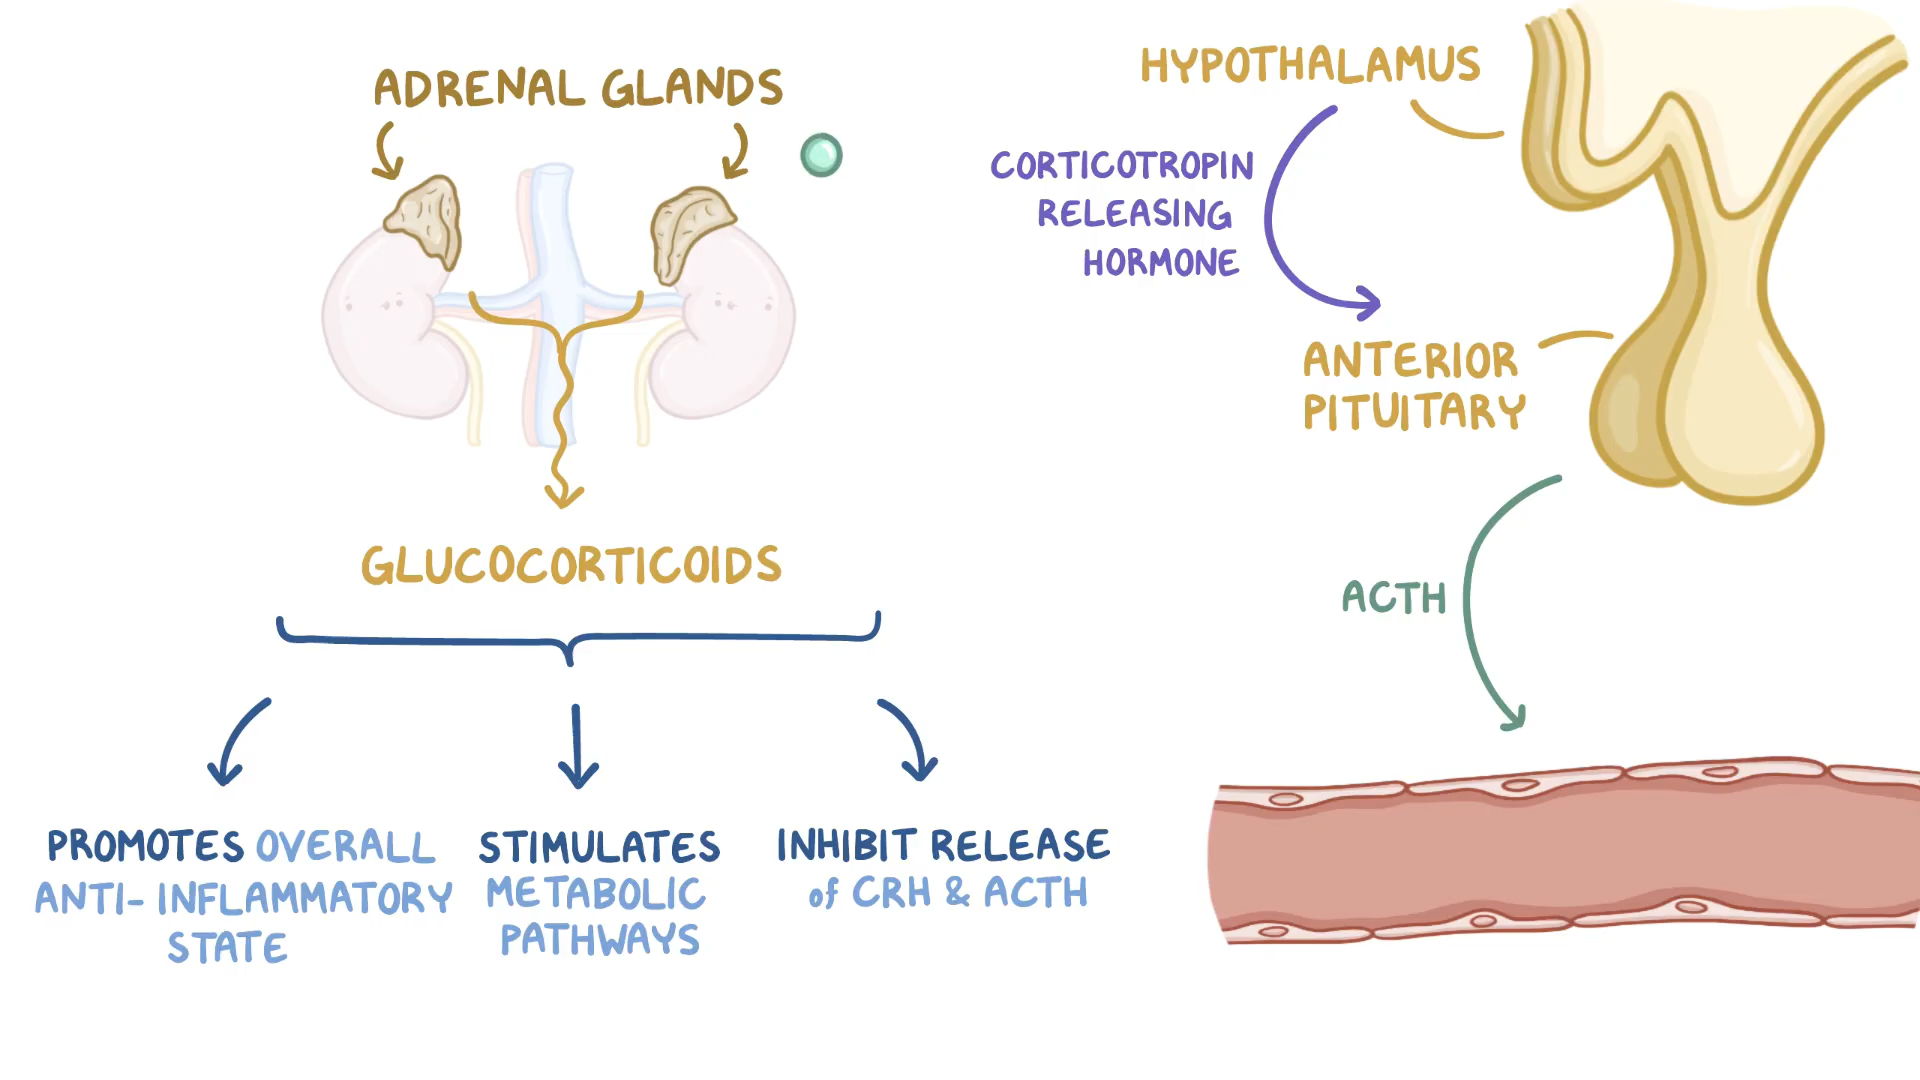 ADRENAL GLANDS
GLUCOCORTICOIDS
PROMOTES OVERALL
ANTI-INFLAMMATORY
STATE
STIMULATES
METABOLIC
PATHWAYS
INHIBIT RELEASE
of CRH & ACTH
HYPOTHALAMUS
CORTICOTROPIN
RELEASING
HORMONE
ANTERIOR
PITUITARY
ACTH